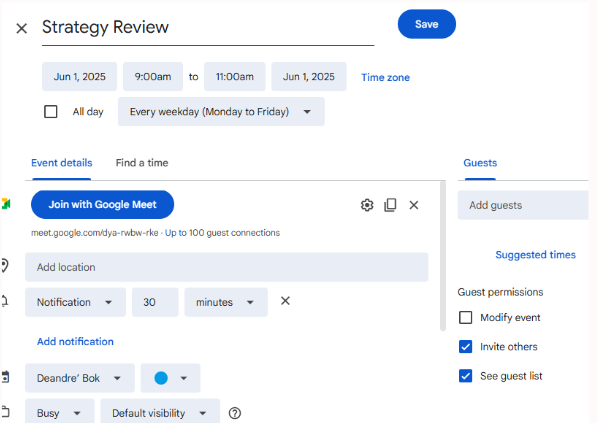 Strategy Review
Save
Jun 1, 2025 9:00am to 11:00am Jun 1, 2025 Time zone
All day Every weekday (Monday to Friday)
Event details Find a time
Guests
Join with Google Meet
meet.google.com/dya-rwbw-rke · Up to 100 guest connections
Add guests
Suggested times
Add location
Notification 30 minutes
Add notification
Guest permissions
Modify event
Invite others
See guest list
Deandre' Bok
Busy Default visibility